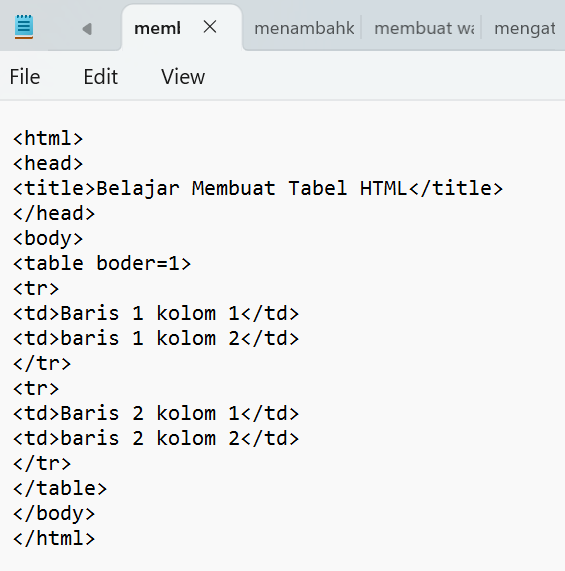 meml
menambahk
membuat wa
mengat
File Edit View
<html>
<head>
<title>Belajar Membuat Tabel HTML</title>
</head>
<body>
<table boder=1>
<tr>
<td>Baris 1 kolom 1</td>
<td>baris 1 kolom 2</td>
</tr>
<tr>
<td>Baris 2 kolom 1</td>
<td>baris 2 kolom 2</td>
</tr>
</table>
</body>
</html>